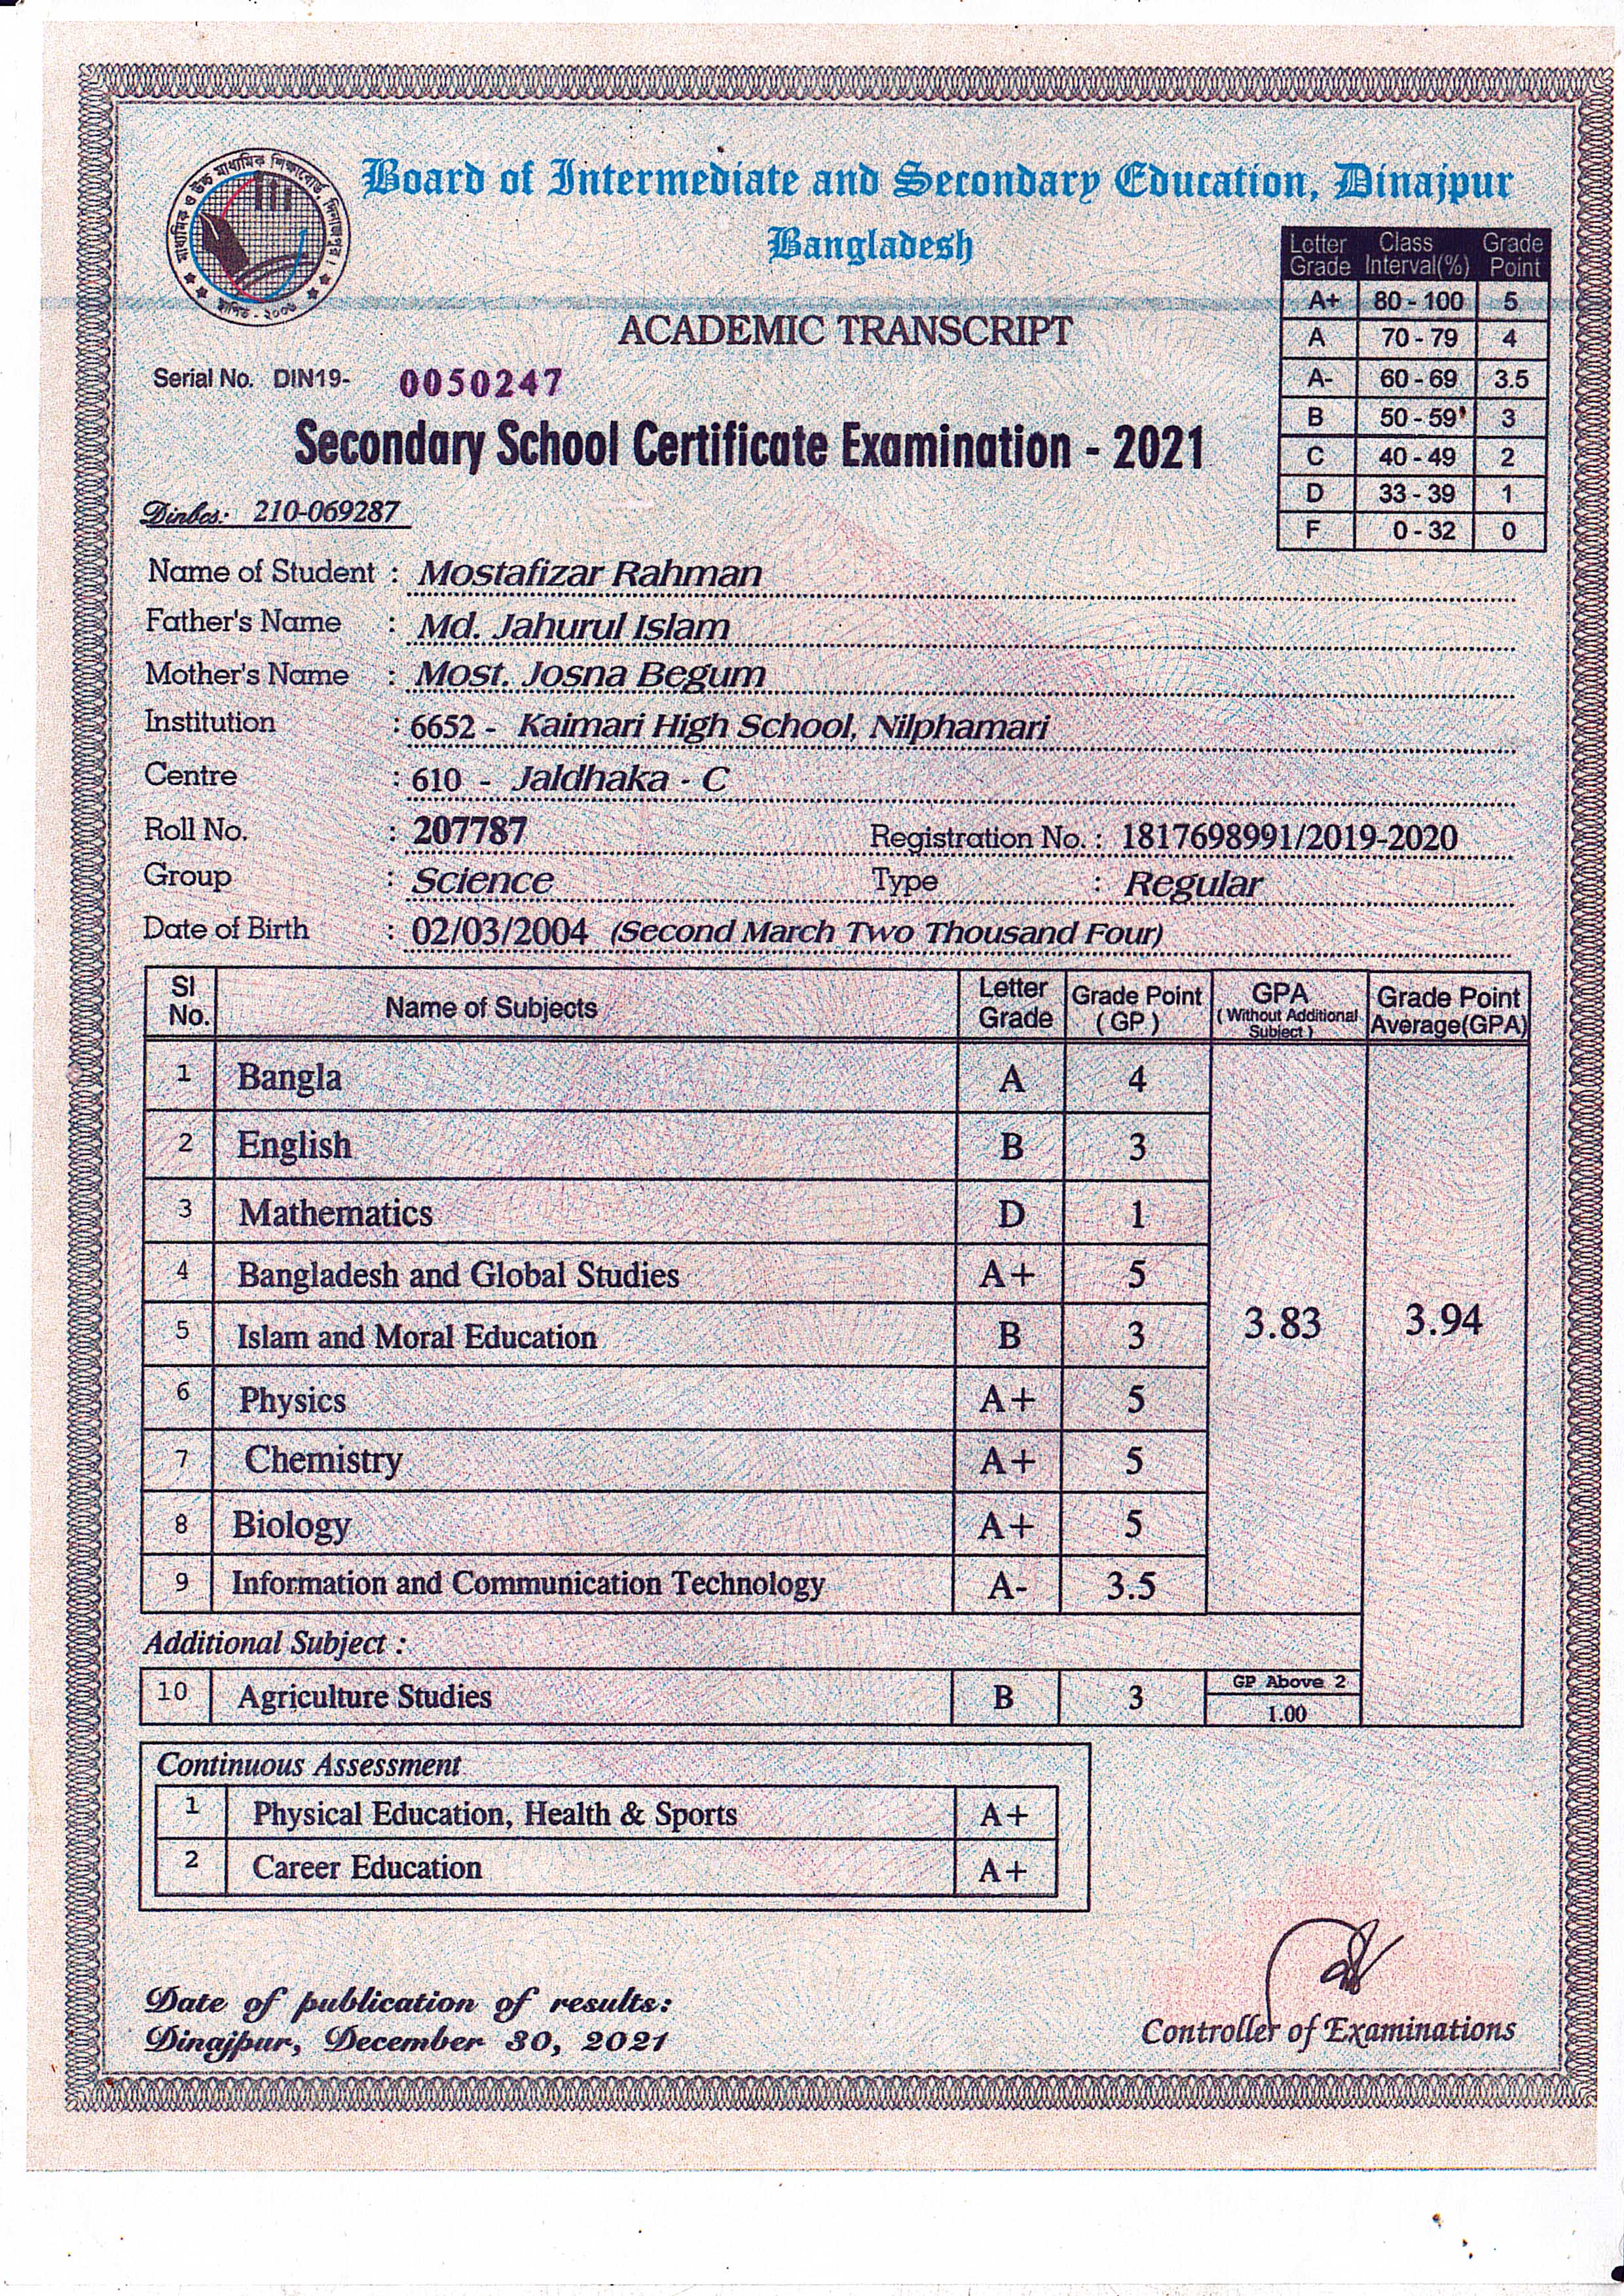 মাধ্যমিক ও উচ্চ মাধ্যমিক শিক্ষাবোর্ড, দিনাজপুর।
স্থাপিত - ২০০৬
Board of Intermediate and Secondary Education, Dinajpur
Bangladesh
Letter Grade Class Interval(%) Grade Point
A+ 80 - 100 5
A 70 - 79 4
A- 60 - 69 3.5
B 50 - 59 3
C 40 - 49 2
D 33 - 39 1
F 0 - 32 0
ACADEMIC TRANSCRIPT
Serial No. DIN19- 0050247
Secondary School Certificate Examination - 2021
Dinbcs: 210-069287
Name of Student : Mostafizar Rahman
Father's Name : Md. Jahurul Islam
Mother's Name : Most. Josna Begum
Institution : 6652 - Kaimari High School, Nilphamari
Centre : 610 - Jaldhaka - C
Roll No. : 207787 Registration No. : 1817698991/2019-2020
Group : Science Type : Regular
Date of Birth : 02/03/2004 (Second March Two Thousand Four)
Sl No. Name of Subjects Letter Grade Grade Point (GP) GPA (Without Additional Subject) Grade Point Average(GPA)
1 Bangla A 4
2 English B 3
3 Mathematics D 1
4 Bangladesh and Global Studies A+ 5
5 Islam and Moral Education B 3 3.83 3.94
6 Physics A+ 5
7 Chemistry A+ 5
8 Biology A+ 5
9 Information and Communication Technology A- 3.5
Additional Subject :
10 Agriculture Studies B 3 GP Above 2 1.00
Continuous Assessment
1 Physical Education, Health & Sports A+
2 Career Education A+
Date of publication of results:
Dinajpur, December 30, 2021
Controller of Examinations